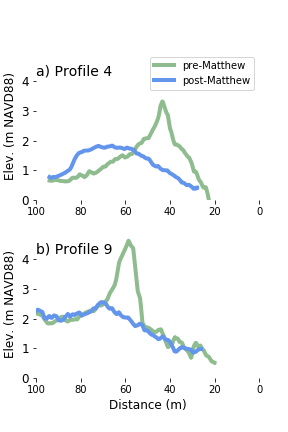 pre-Matthew
post-Matthew
a) Profile 4
Elev. (m NAVD88)
4
3
2
1
0
100 80 60 40 20 0
b) Profile 9
Elev. (m NAVD88)
4
3
2
1
0
100 80 60 40 20 0
Distance (m)